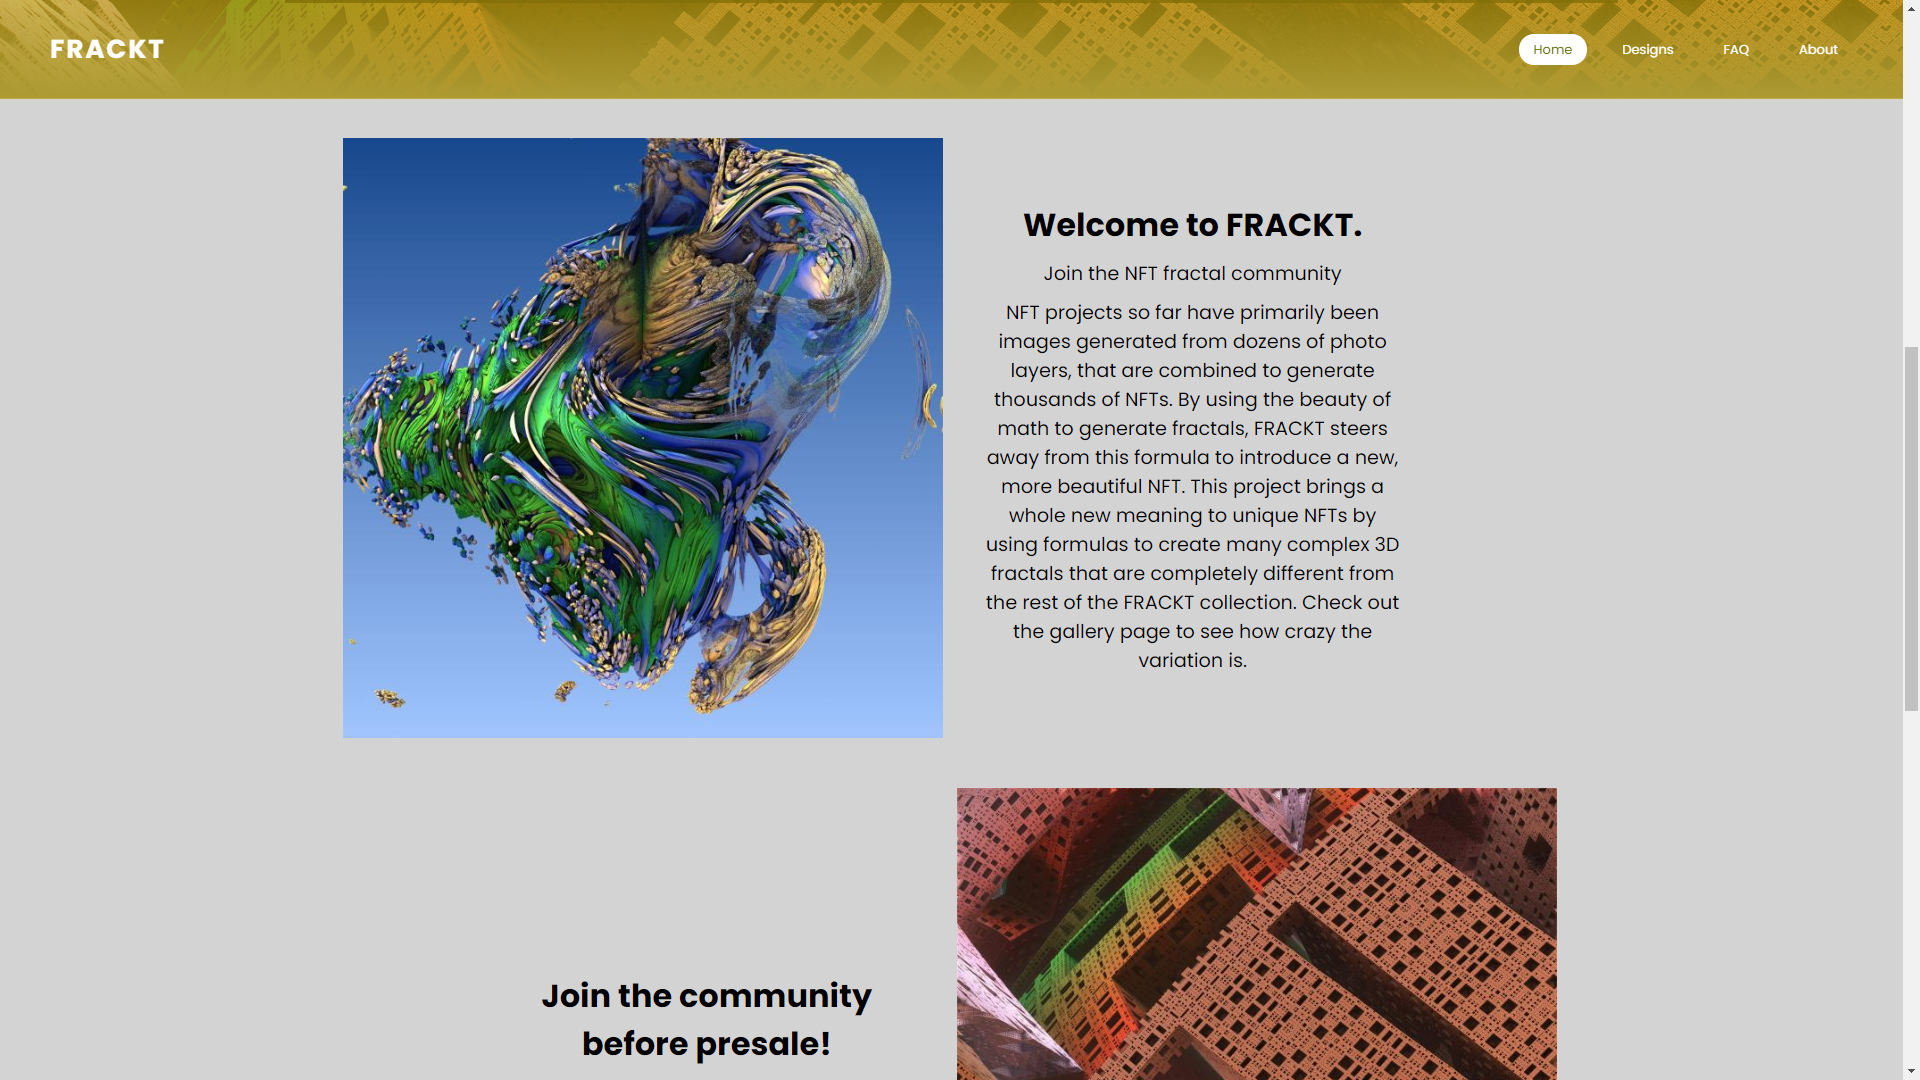 FRACKT
Home
Designs
FAQ
About
Welcome to FRACKT.
Join the NFT fractal community
NFT projects so far have primarily been
images generated from dozens of photo
layers, that are combined to generate
thousands of NFTs. By using the beauty of
math to generate fractals, FRACKT steers
away from this formula to introduce a new,
more beautiful NFT. This project brings a
whole new meaning to unique NFTs by
using formulas to create many complex 3D
fractals that are completely different from
the rest of the FRACKT collection. Check out
the gallery page to see how crazy the
variation is.
Join the community
before presale!